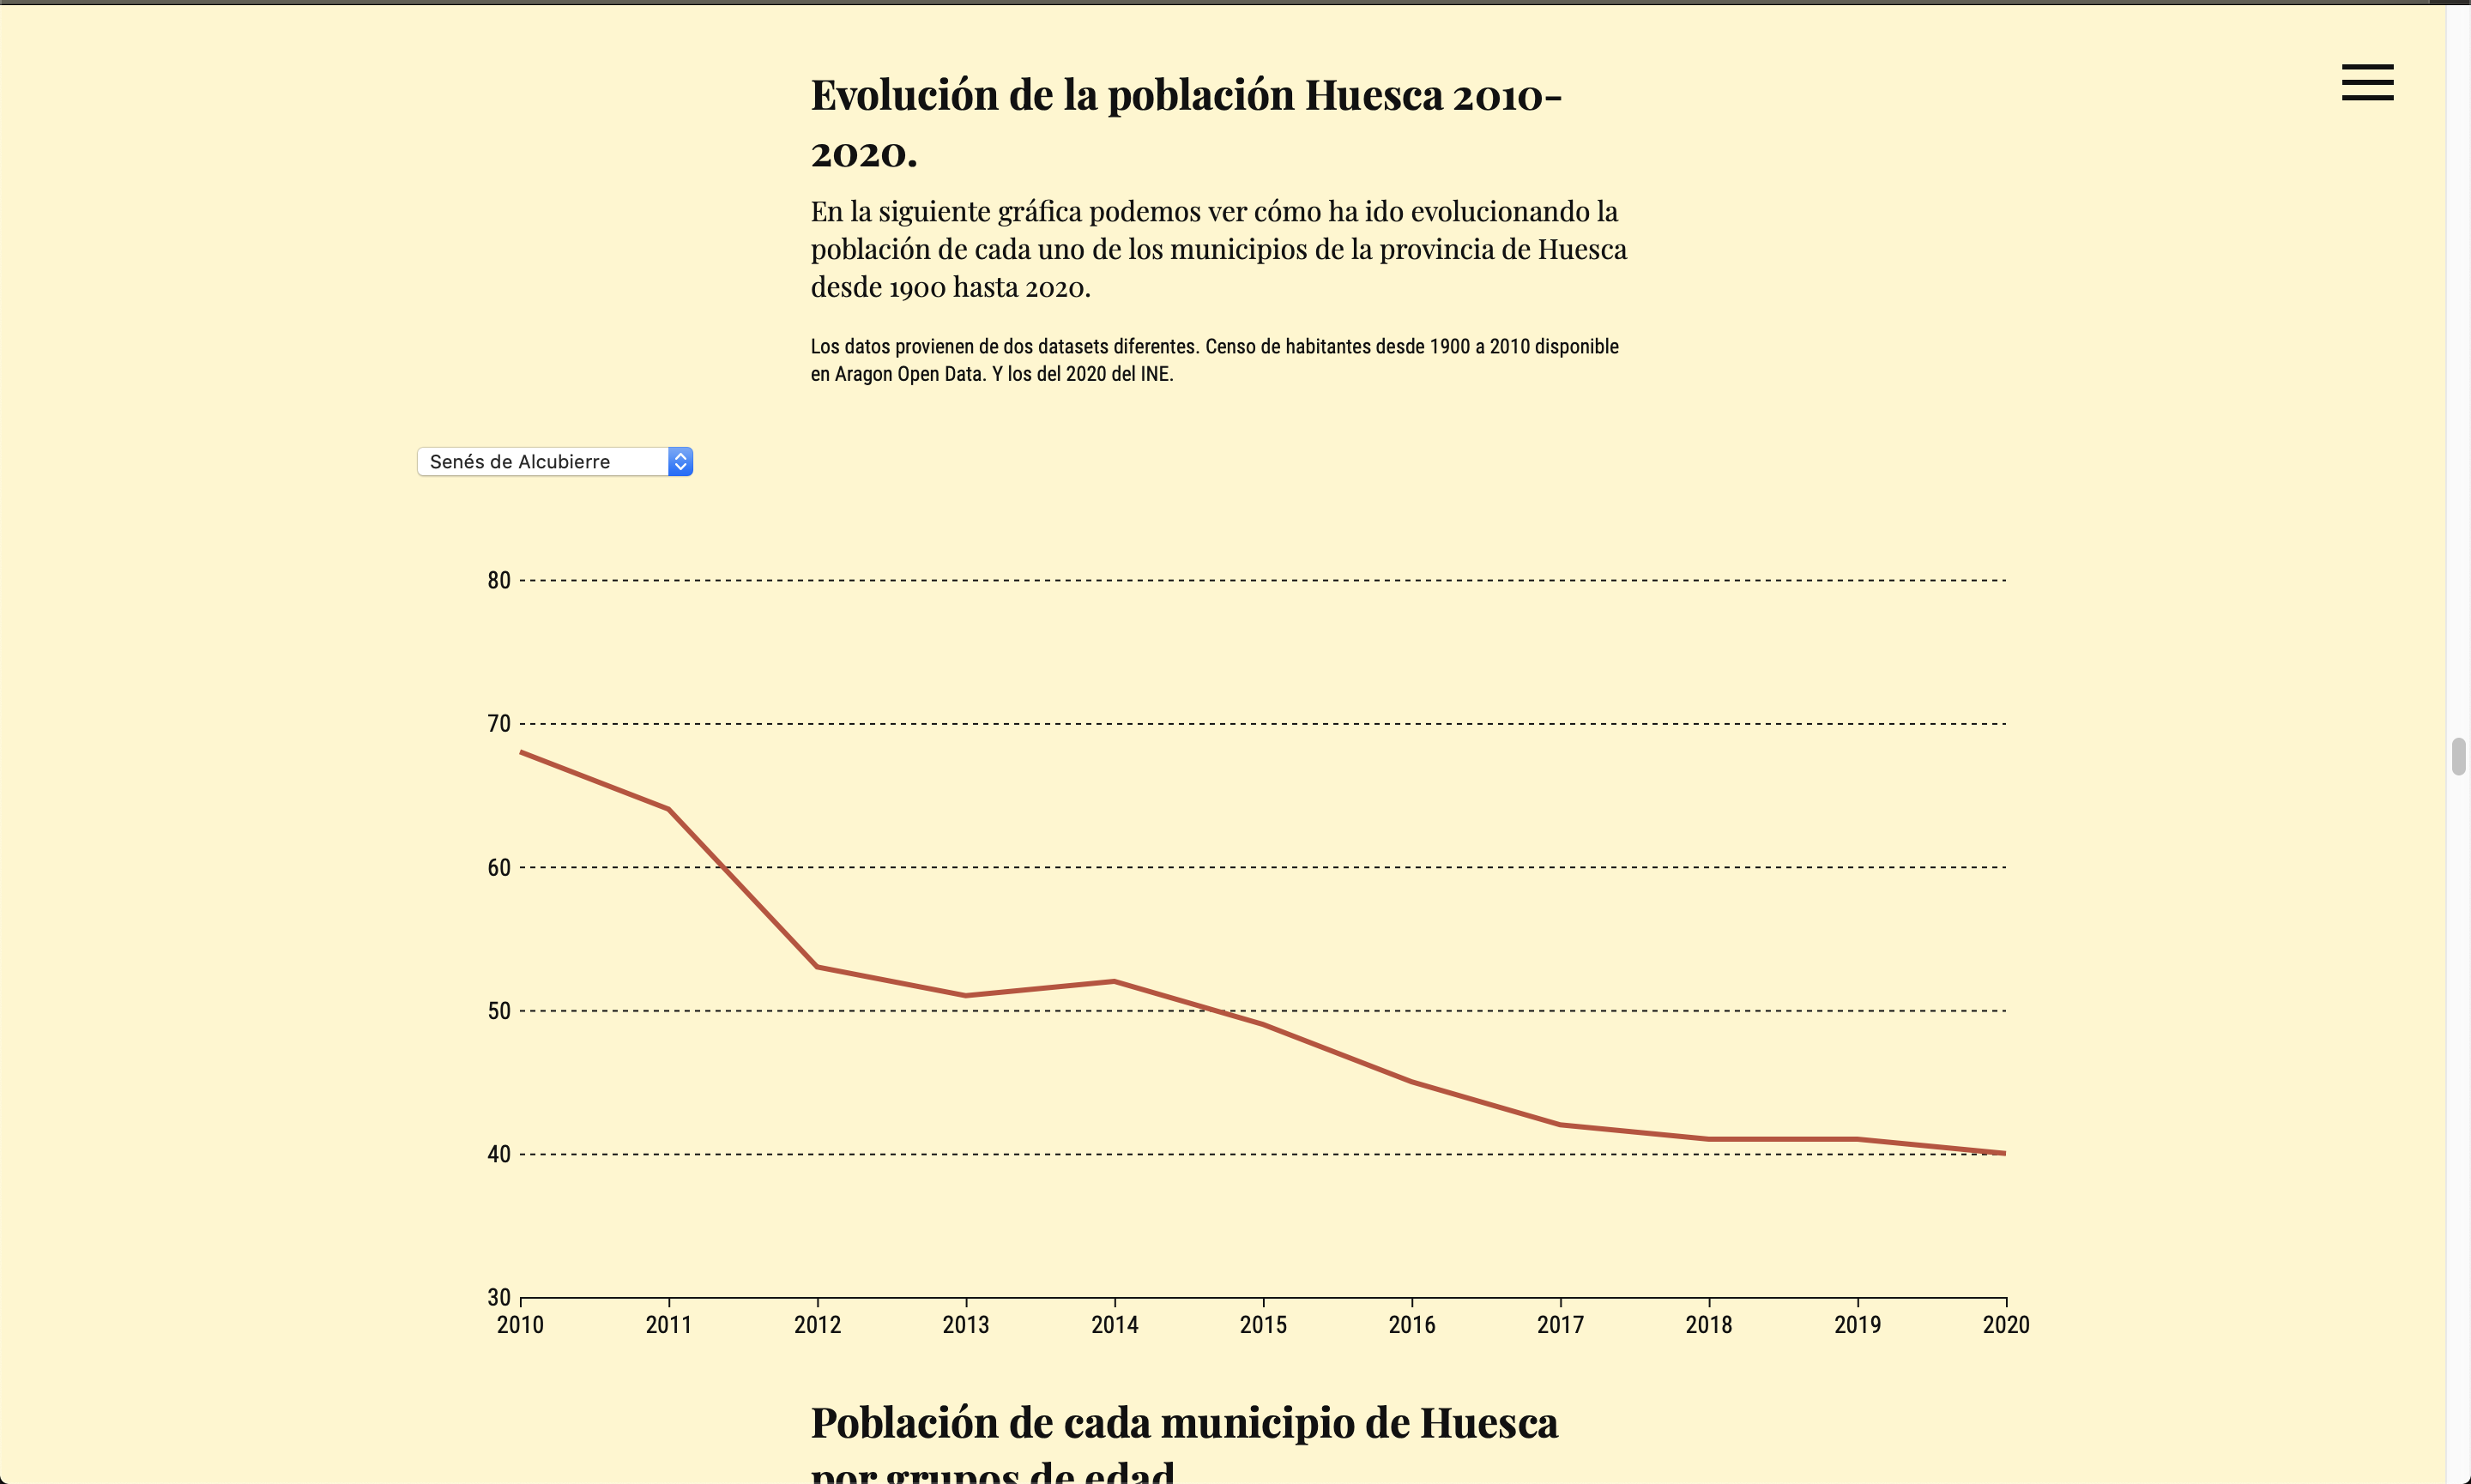 Evolución de la población Huesca 2010-
2020.
En la siguiente gráfica podemos ver cómo ha ido evolucionando la
población de cada uno de los municipios de la provincia de Huesca
desde 1900 hasta 2020.
Los datos provienen de dos datasets diferentes. Censo de habitantes desde 1900 a 2010 disponible
en Aragon Open Data. Y los del 2020 del INE.
Senés de Alcubierre
80
70
60
50
40
30
2010 2011 2012 2013 2014 2015 2016 2017 2018 2019 2020
Población de cada municipio de Huesca
por grupos de edad